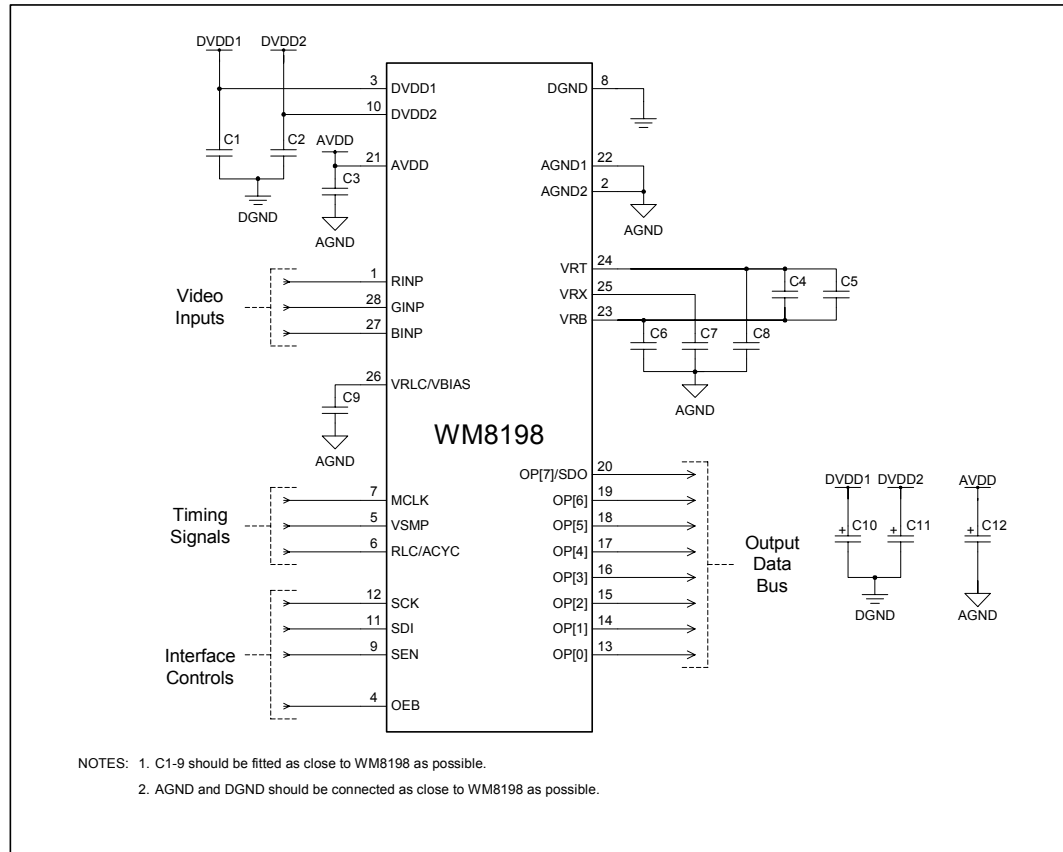 DVDD1 DVDD2
3 DVDD1
10 DVDD2
C1 C2
DGND
AVDD
21 AVDD
C3
AGND
DGND 8
AGND1 22
AGND2 2
AGND
Video
Inputs
1 RINP
28 GINP
27 BINP
VRT 24
VRX 25
VRB 23
C4 C5
C6 C7 C8
AGND
26 VRLC/VBIAS
C9
AGND
WM8198
Timing
Signals
7 MCLK
5 VSMP
6 RLC/ACYC
Interface
Controls
12 SCK
11 SDI
9 SEN
4 OEB
OP[7]/SDO 20
OP[6] 19
OP[5] 18
OP[4] 17
OP[3] 16
OP[2] 15
OP[1] 14
OP[0] 13
Output
Data
Bus
DVDD1 DVDD2 AVDD
+ C10 + C11 + C12
DGND AGND
NOTES: 1. C1-9 should be fitted as close to WM8198 as possible.
2. AGND and DGND should be connected as close to WM8198 as possible.